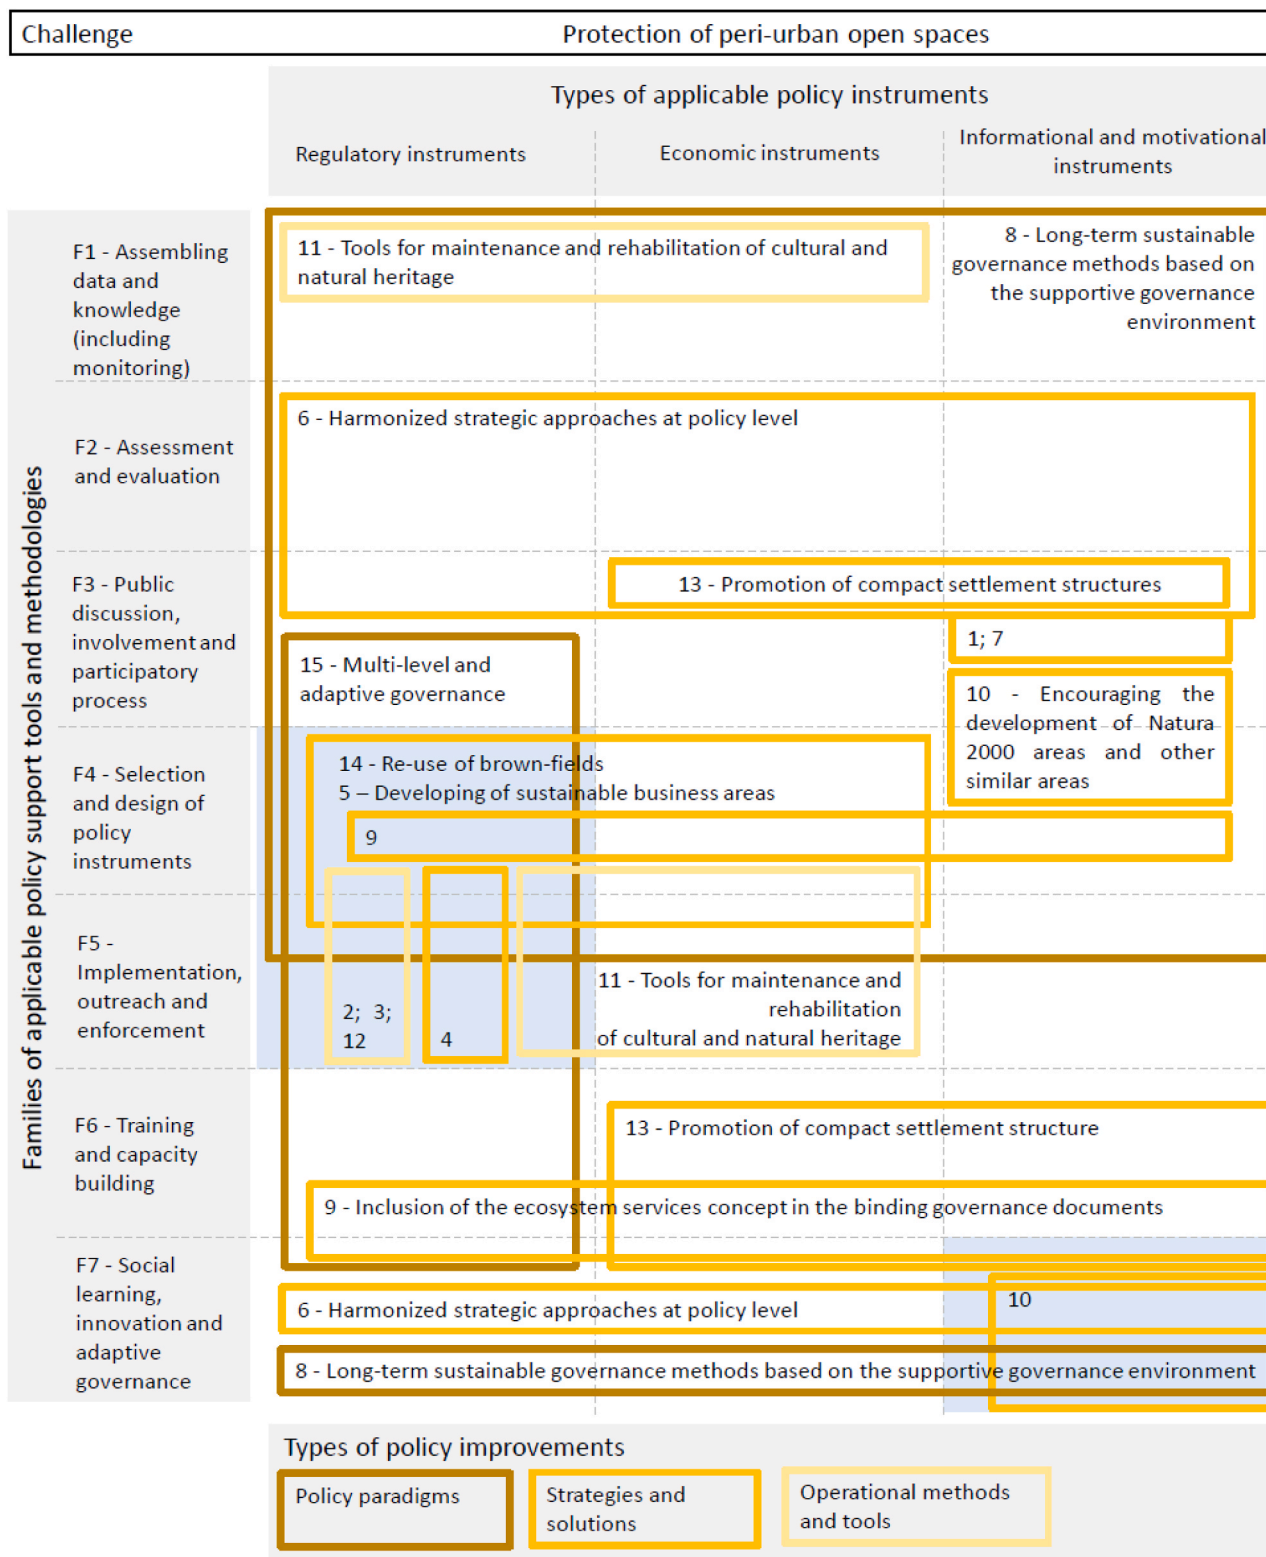 Challenge
Protection of peri-urban open spaces
Types of applicable policy instruments
Regulatory instruments
Economic instruments
Informational and motivational
instruments
Families of applicable policy support tools and methodologies
F1 - Assembling
data and
knowledge
(including
monitoring)
11 - Tools for maintenance and rehabilitation of cultural and
natural heritage
8 - Long-term sustainable
governance methods based on
the supportive governance
environment
F2 - Assessment
and evaluation
6 - Harmonized strategic approaches at policy level
F3 - Public
discussion,
involvement and
participatory
process
13 - Promotion of compact settlement structures
1; 7
15 - Multi-level and
adaptive governance
10 - Encouraging the
development of Natura
2000 areas and other
similar areas
F4 - Selection
and design of
policy
instruments
14 - Re-use of brown-fields
5 – Developing of sustainable business areas
9
F5 -
Implementation,
outreach and
enforcement
2; 3;
12
4
11 - Tools for maintenance and
rehabilitation
of cultural and natural heritage
F6 - Training
and capacity
building
13 - Promotion of compact settlement structure
9 - Inclusion of the ecosystem services concept in the binding governance documents
F7 - Social
learning,
innovation and
adaptive
governance
6 - Harmonized strategic approaches at policy level
10
8 - Long-term sustainable governance methods based on the supportive governance environment
Types of policy improvements
Policy paradigms
Strategies and
solutions
Operational methods
and tools